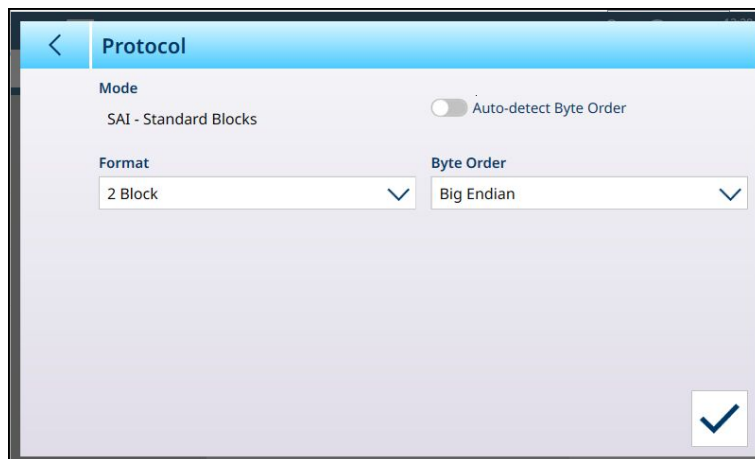 Protocol
Mode
SAI - Standard Blocks
Auto-detect Byte Order
Format
Byte Order
2 Block
Big Endian